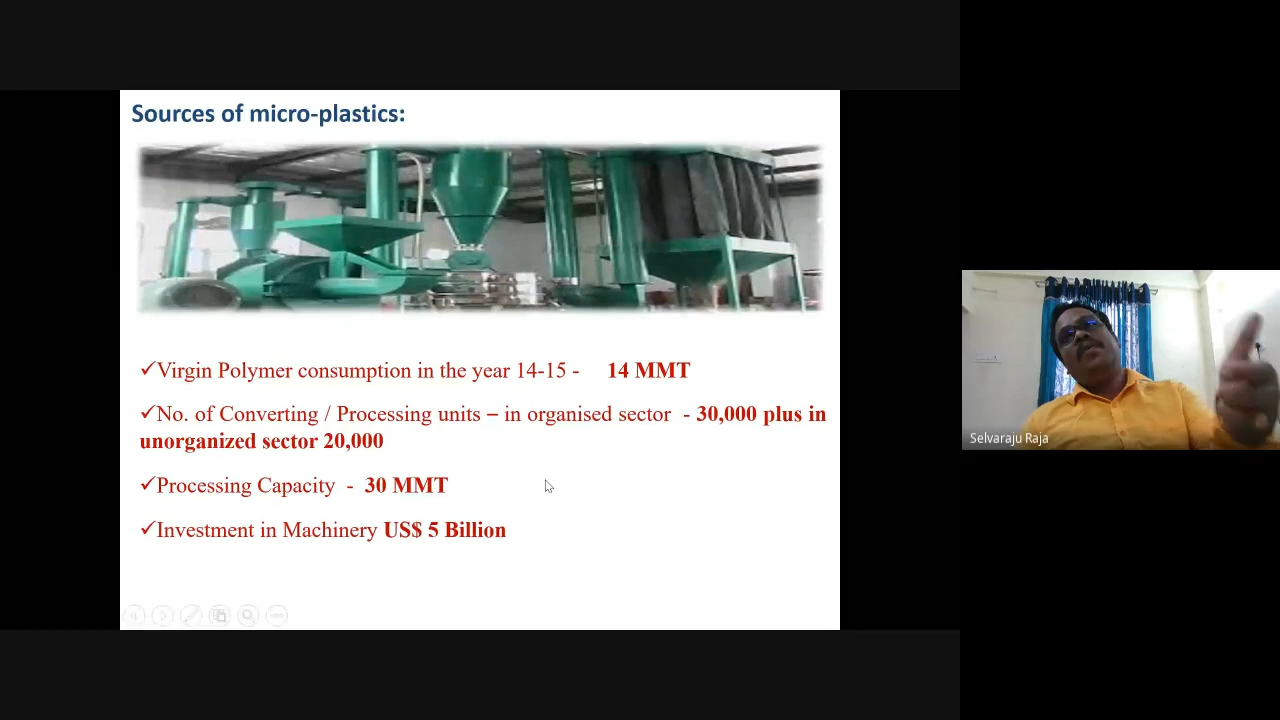 Sources of micro-plastics:
✓Virgin Polymer consumption in the year 14-15 - 14 MMT
✓No. of Converting / Processing units – in organised sector - 30,000 plus in
unorganized sector 20,000
✓Processing Capacity - 30 MMT
✓Investment in Machinery US$ 5 Billion
Selvaraju Raja